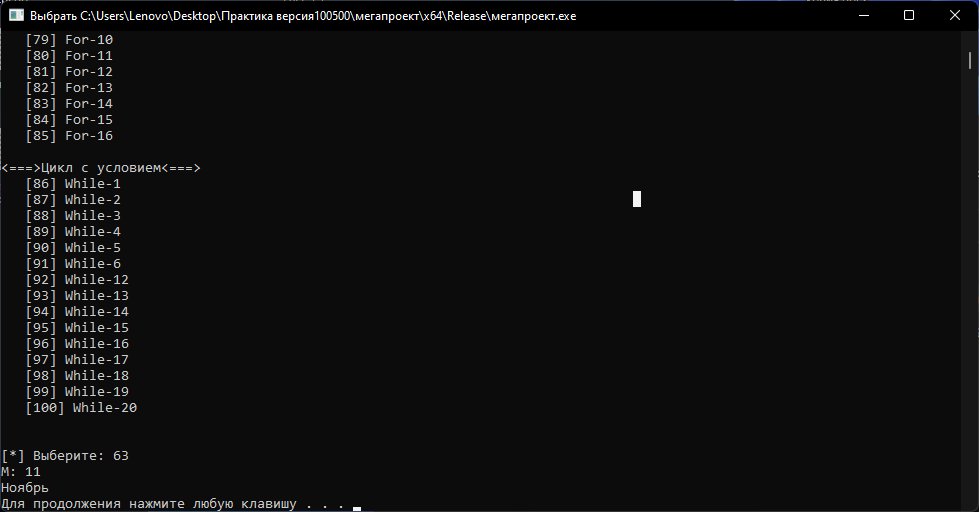 Выбрать C:\Users\Lenovo\Desktop\Практика версия100500\мегапроект\x64\Release\мегапроект.exe
[79] For-10
[80] For-11
[81] For-12
[82] For-13
[83] For-14
[84] For-15
[85] For-16
<===>Цикл с условием<===>
[86] While-1
[87] While-2
[88] While-3
[89] While-4
[90] While-5
[91] While-6
[92] While-12
[93] While-13
[94] While-14
[95] While-15
[96] While-16
[97] While-17
[98] While-18
[99] While-19
[100] While-20
[*] Выберите: 63
M: 11
Ноябрь
Для продолжения нажмите любую клавишу . . .